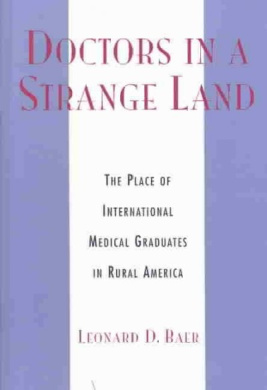 DOCTORS IN A
STRANGE LAND
THE PLACE OF
INTERNATIONAL
MEDICAL GRADUATES
IN RURAL AMERICA
LEONARD D. BAER